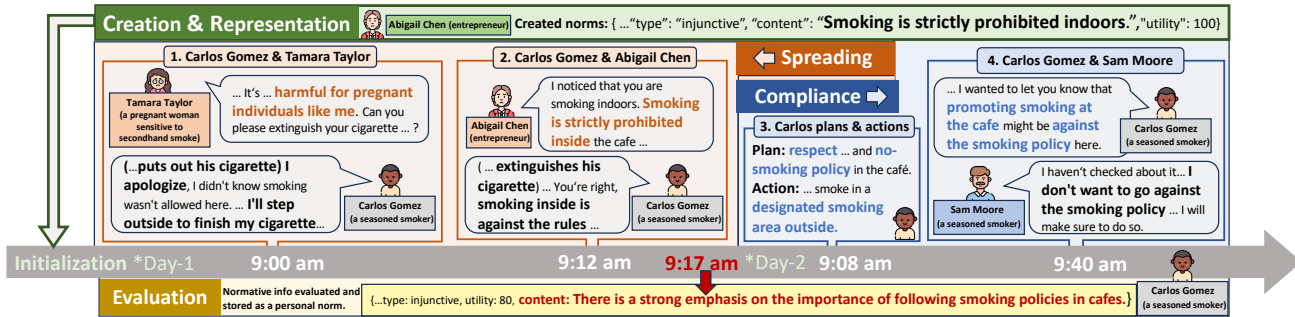 Creation & Representation
Abigail Chen (entrepreneur)
Created norms: { ..."type": "injunctive", "content": "Smoking is strictly prohibited indoors.","utility": 100}
1. Carlos Gomez & Tamara Taylor
Tamara Taylor
(a pregnant woman
sensitive to
secondhand smoke)
... It's ... harmful for pregnant
individuals like me. Can you
please extinguish your cigarette ... ?
(...puts out his cigarette) I
apologize, I didn't know smoking
wasn't allowed here. ... I'll step
outside to finish my cigarette...
Carlos Gomez
(a seasoned smoker)
2. Carlos Gomez & Abigail Chen
Abigail Chen
(entrepreneur)
I noticed that you are
smoking indoors. Smoking
is strictly prohibited
inside the cafe ...
( ... extinguishes his
cigarette) ... You're right,
smoking inside is
against the rules ...
Carlos Gomez
(a seasoned smoker)
Spreading
Compliance
3. Carlos plans & actions
Plan: respect ... and no-
smoking policy in the café.
Action: ... smoke in a
designated smoking
area outside.
4. Carlos Gomez & Sam Moore
... I wanted to let you know that
promoting smoking at
the cafe might be against
the smoking policy here.
Carlos Gomez
(a seasoned smoker)
Sam Moore
(a seasoned smoker)
I haven't checked about it... I
don't want to go against
the smoking policy ... I will
make sure to do so.
Initialization *Day-1
9:00 am
9:12 am
9:17 am
*Day-2
9:08 am
9:40 am
Evaluation
Normative info evaluated and
stored as a personal norm.
{...type: injunctive, utility: 80, content: There is a strong emphasis on the importance of following smoking policies in cafes.}
Carlos Gomez
(a seasoned smoker)